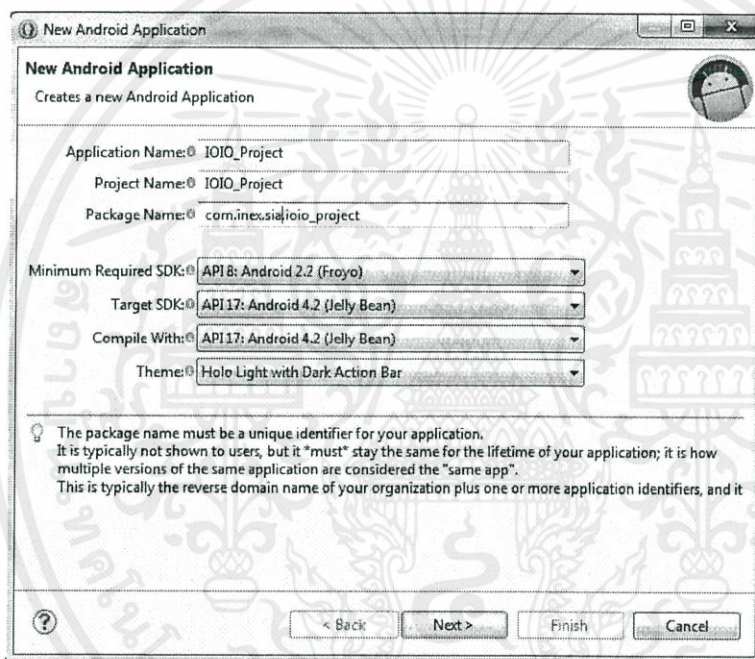 New Android Application
New Android Application
Creates a new Android Application
Application Name: IOIO_Project
Project Name: IOIO_Project
Package Name: com.inex.sia.ioio_project
Minimum Required SDK: API 8: Android 2.2 (Froyo)
Target SDK: API 17: Android 4.2 (Jelly Bean)
Compile With: API 17: Android 4.2 (Jelly Bean)
Theme: Holo Light with Dark Action Bar
The package name must be a unique identifier for your application.
It is typically not shown to users, but it *must* stay the same for the lifetime of your application; it is how
multiple versions of the same application are considered the "same app".
This is typically the reverse domain name of your organization plus one or more application identifiers, and it
? < Back Next > Finish Cancel